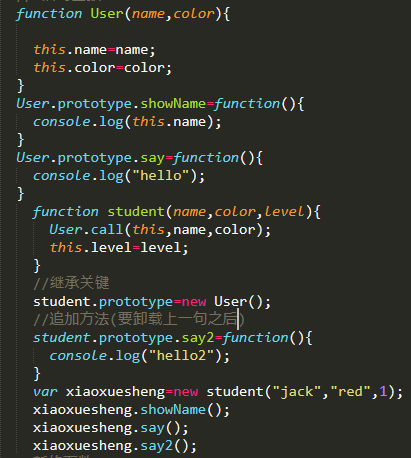 function User(name,color){
this.name=name;
this.color=color;
}
User.prototype.showName=function(){
console.log(this.name);
}
User.prototype.say=function(){
console.log("hello");
}
function student(name,color,level){
User.call(this,name,color);
this.level=level;
}
//继承关键
student.prototype=new User();
//追加方法(要卸载上一句之后)
student.prototype.say2=function(){
console.log("hello2");
}
var xiaoxuesheng=new student("jack","red",1);
xiaoxuesheng.showName();
xiaoxuesheng.say();
xiaoxuesheng.say2();